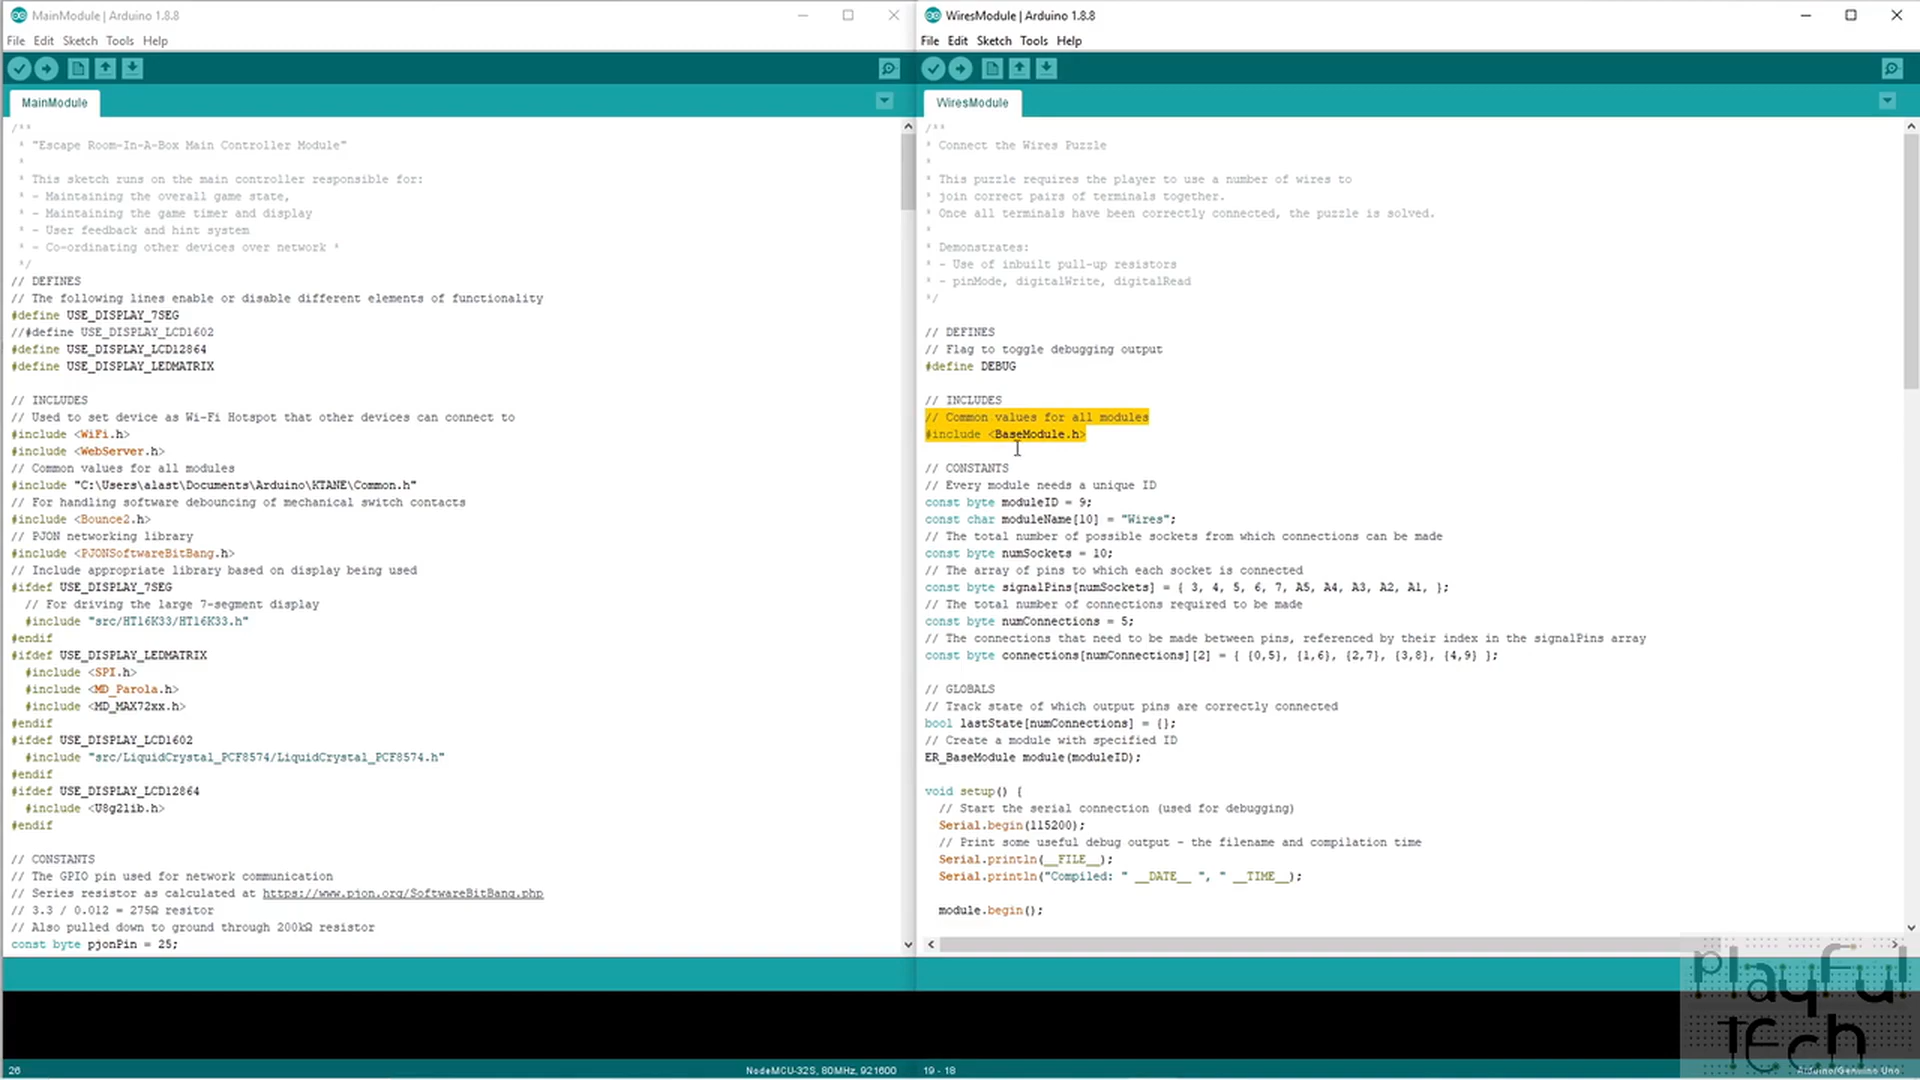 MainModule | Arduino 1.8.8
File Edit Sketch Tools Help
MainModule
/**
* "Escape Room-In-A-Box Main Controller Module"
*
* This sketch runs on the main controller responsible for:
* - Maintaining the overall game state,
* - Maintaining the game timer and display
* - User feedback and hint system
* - Co-ordinating other devices over network *
*/
// DEFINES
// The following lines enable or disable different elements of functionality
#define USE_DISPLAY_7SEG
//#define USE_DISPLAY_LCD1602
#define USE_DISPLAY_LCD12864
#define USE_DISPLAY_LEDMATRIX
// INCLUDES
// Used to set device as Wi-Fi Hotspot that other devices can connect to
#include <WiFi.h>
#include <WebServer.h>
// Common values for all modules
#include "C:\Users\alast\Documents\Arduino\KTANE\Common.h"
// For handling software debouncing of mechanical switch contacts
#include <Bounce2.h>
// PJON networking library
#include <PJONSoftwareBitBang.h>
// Include appropriate library based on display being used
#ifdef USE_DISPLAY_7SEG
// For driving the large 7-segment display
#include "src/HT16K33/HT16K33.h"
#endif
#ifdef USE_DISPLAY_LEDMATRIX
#include <SPI.h>
#include <MD_Parola.h>
#include <MD_MAX72xx.h>
#endif
#ifdef USE_DISPLAY_LCD1602
#include "src/LiquidCrystal_PCF8574/LiquidCrystal_PCF8574.h"
#endif
#ifdef USE_DISPLAY_LCD12864
#include <U8g2lib.h>
#endif
// CONSTANTS
// The GPIO pin used for network communication
// Series resistor as calculated at https://www.pjon.org/SoftwareBitBang.php
// 3.3 / 0.012 = 275Ω resitor
// Also pulled down to ground through 200kΩ resistor
const byte pjonPin = 25;
26
NodeMCU-32S, 80MHz, 921600
WiresModule | Arduino 1.8.8
File Edit Sketch Tools Help
WiresModule
/**
* Connect the Wires Puzzle
*
* This puzzle requires the player to use a number of wires to
* join correct pairs of terminals together.
* Once all terminals have been correctly connected, the puzzle is solved.
*
* Demonstrates:
* - Use of inbuilt pull-up resistors
* - pinMode, digitalWrite, digitalRead
*/
// DEFINES
// Flag to toggle debugging output
#define DEBUG
// INCLUDES
// Common values for all modules
#include <BaseModule.h>
// CONSTANTS
// Every module needs a unique ID
const byte moduleID = 9;
const char moduleName[10] = "Wires";
// The total number of possible sockets from which connections can be made
const byte numSockets = 10;
// The array of pins to which each socket is connected
const byte signalPins[numSockets] = { 3, 4, 5, 6, 7, A5, A4, A3, A2, A1, };
// The total number of connections required to be made
const byte numConnections = 5;
// The connections that need to be made between pins, referenced by their index in the signalPins array
const byte connections[numConnections][2] = { {0,5}, {1,6}, {2,7}, {3,8}, {4,9} };
// GLOBALS
// Track state of which output pins are correctly connected
bool lastState[numConnections] = {};
// Create a module with specified ID
ER_BaseModule module(moduleID);
void setup() {
// Start the serial connection (used for debugging)
Serial.begin(115200);
// Print some useful debug output - the filename and compilation time
Serial.println(__FILE__);
Serial.println("Compiled: " __DATE__ ", " __TIME__);
module.begin();
19 - 18
Arduino/Genuino Uno
playful
tech